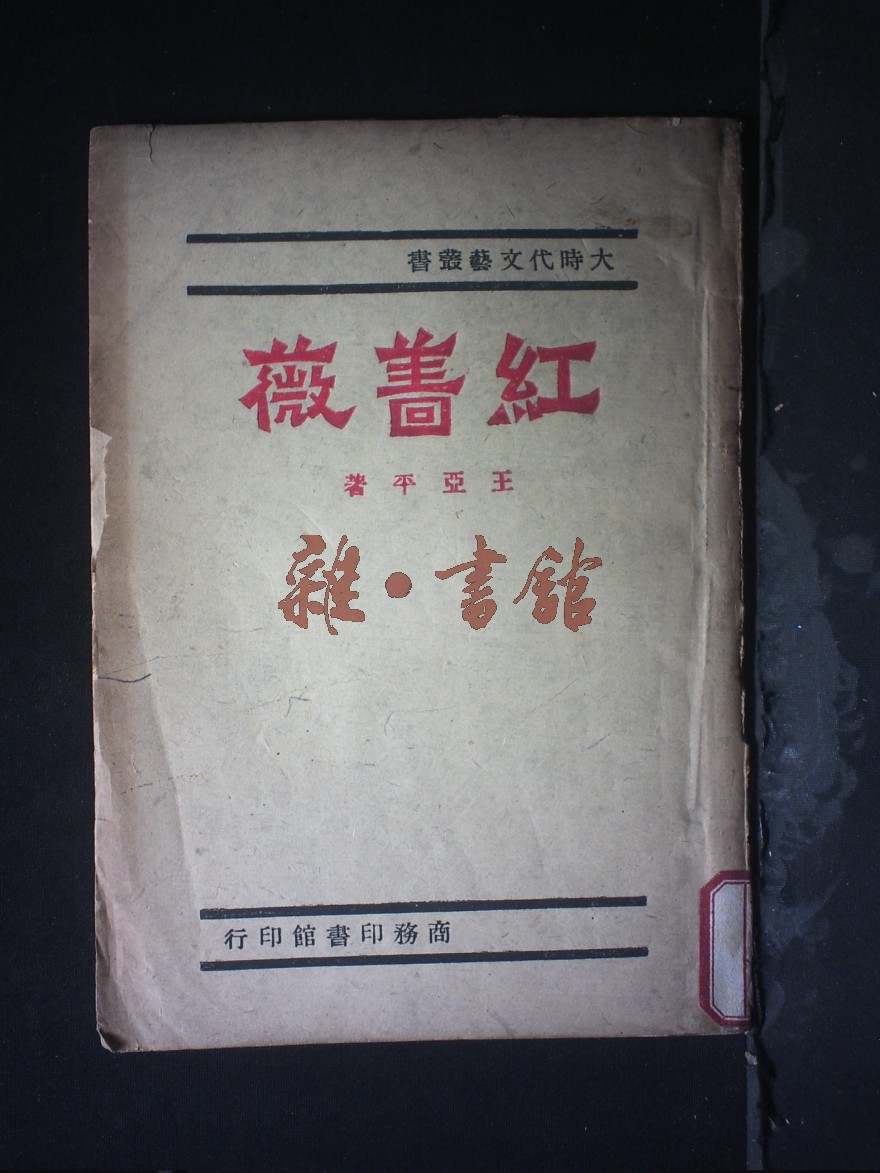 大時代文藝叢書
紅薔薇
王亞平著
雜·書館
商務印書館印行